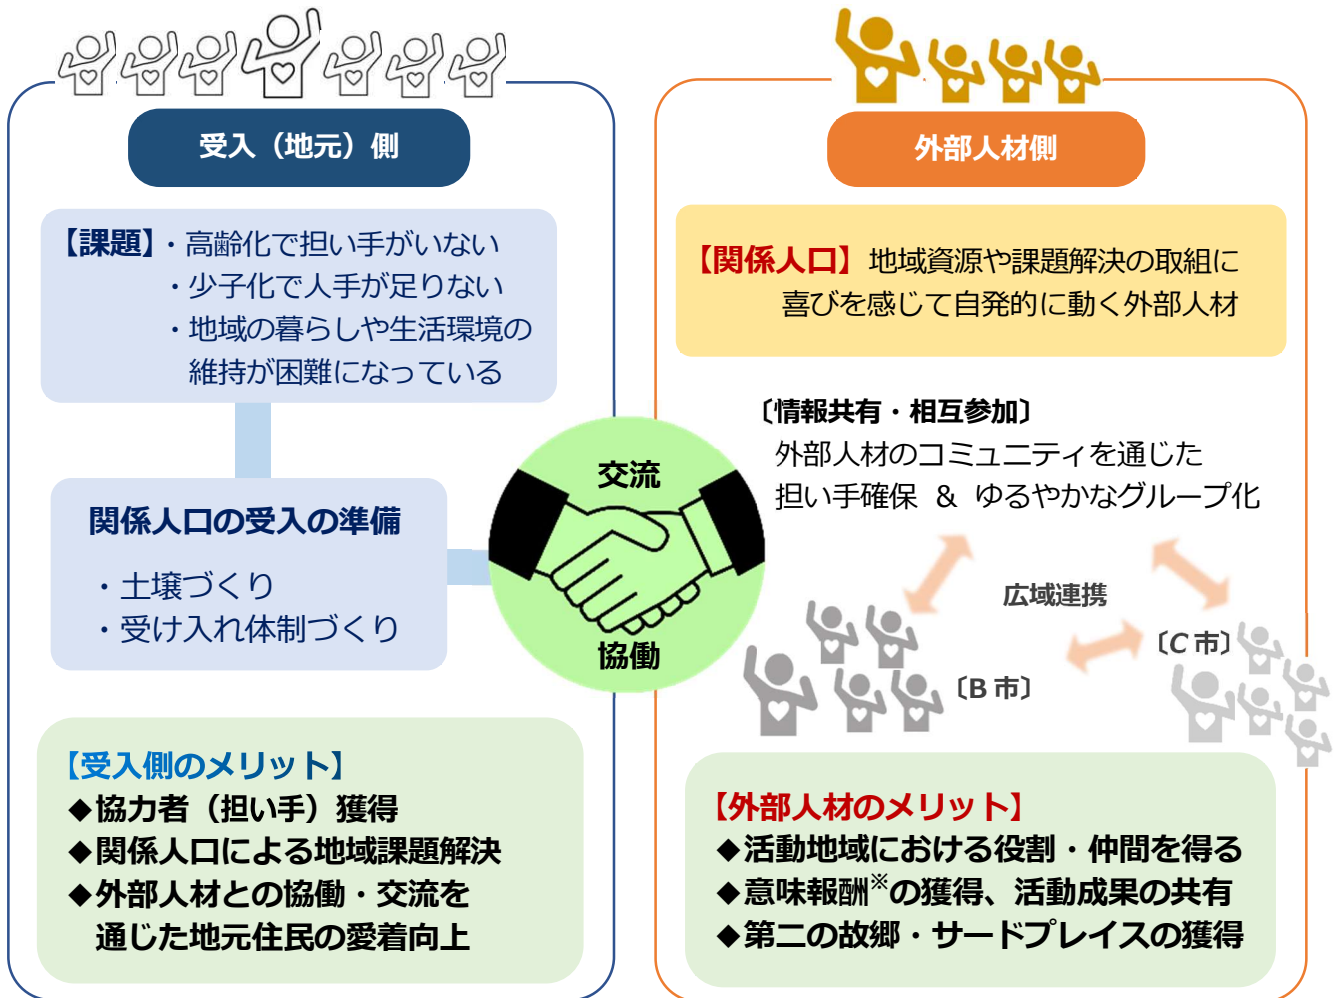 受入（地元）側
【課題】・高齢化で担い手がいない
・少子化で人手が足りない
・地域の暮らしや生活環境の
維持が困難になっている
関係人口の受入の準備
・土壌づくり
・受け入れ体制づくり
【受入側のメリット】
◆協力者（担い手）獲得
◆関係人口による地域課題解決
◆外部人材との協働・交流を
通じた地元住民の愛着向上
交流
協働
外部人材側
【関係人口】地域資源や課題解決の取組に
喜びを感じて自発的に動く外部人材
〔情報共有・相互参加〕
外部人材のコミュニティを通じた
担い手確保 & ゆるやかなグループ化
広域連携
〔C 市〕
〔B 市〕
【外部人材のメリット】
◆活動地域における役割・仲間を得る
◆意味報酬※の獲得、活動成果の共有
◆第二の故郷・サードプレイスの獲得